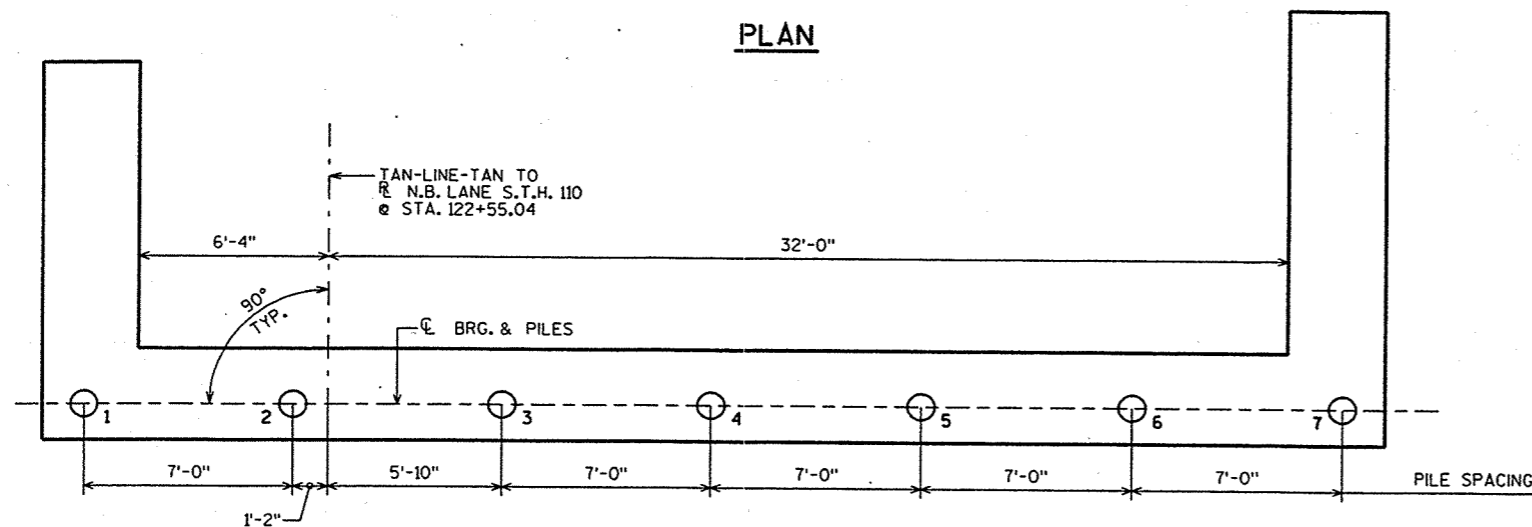 PLAN
TAN-LINE-TAN TO
℞ N.B. LANE S.T.H. 110
@ STA. 122+55.04
6'-4"
32'-0"
90°
TYP.
℄ BRG. & PILES
1
2
3
4
5
6
7
7'-0"
5'-10"
7'-0"
7'-0"
7'-0"
7'-0"
PILE SPACING
1'-2"